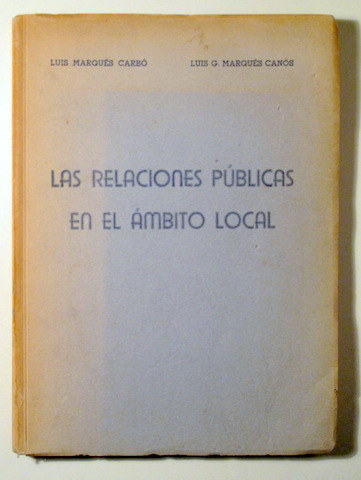 LUIS MARQUÉS CARBÓ LUIS G. MARQUÉS CANÓS
LAS RELACIONES PÚBLICAS
EN EL ÁMBITO LOCAL